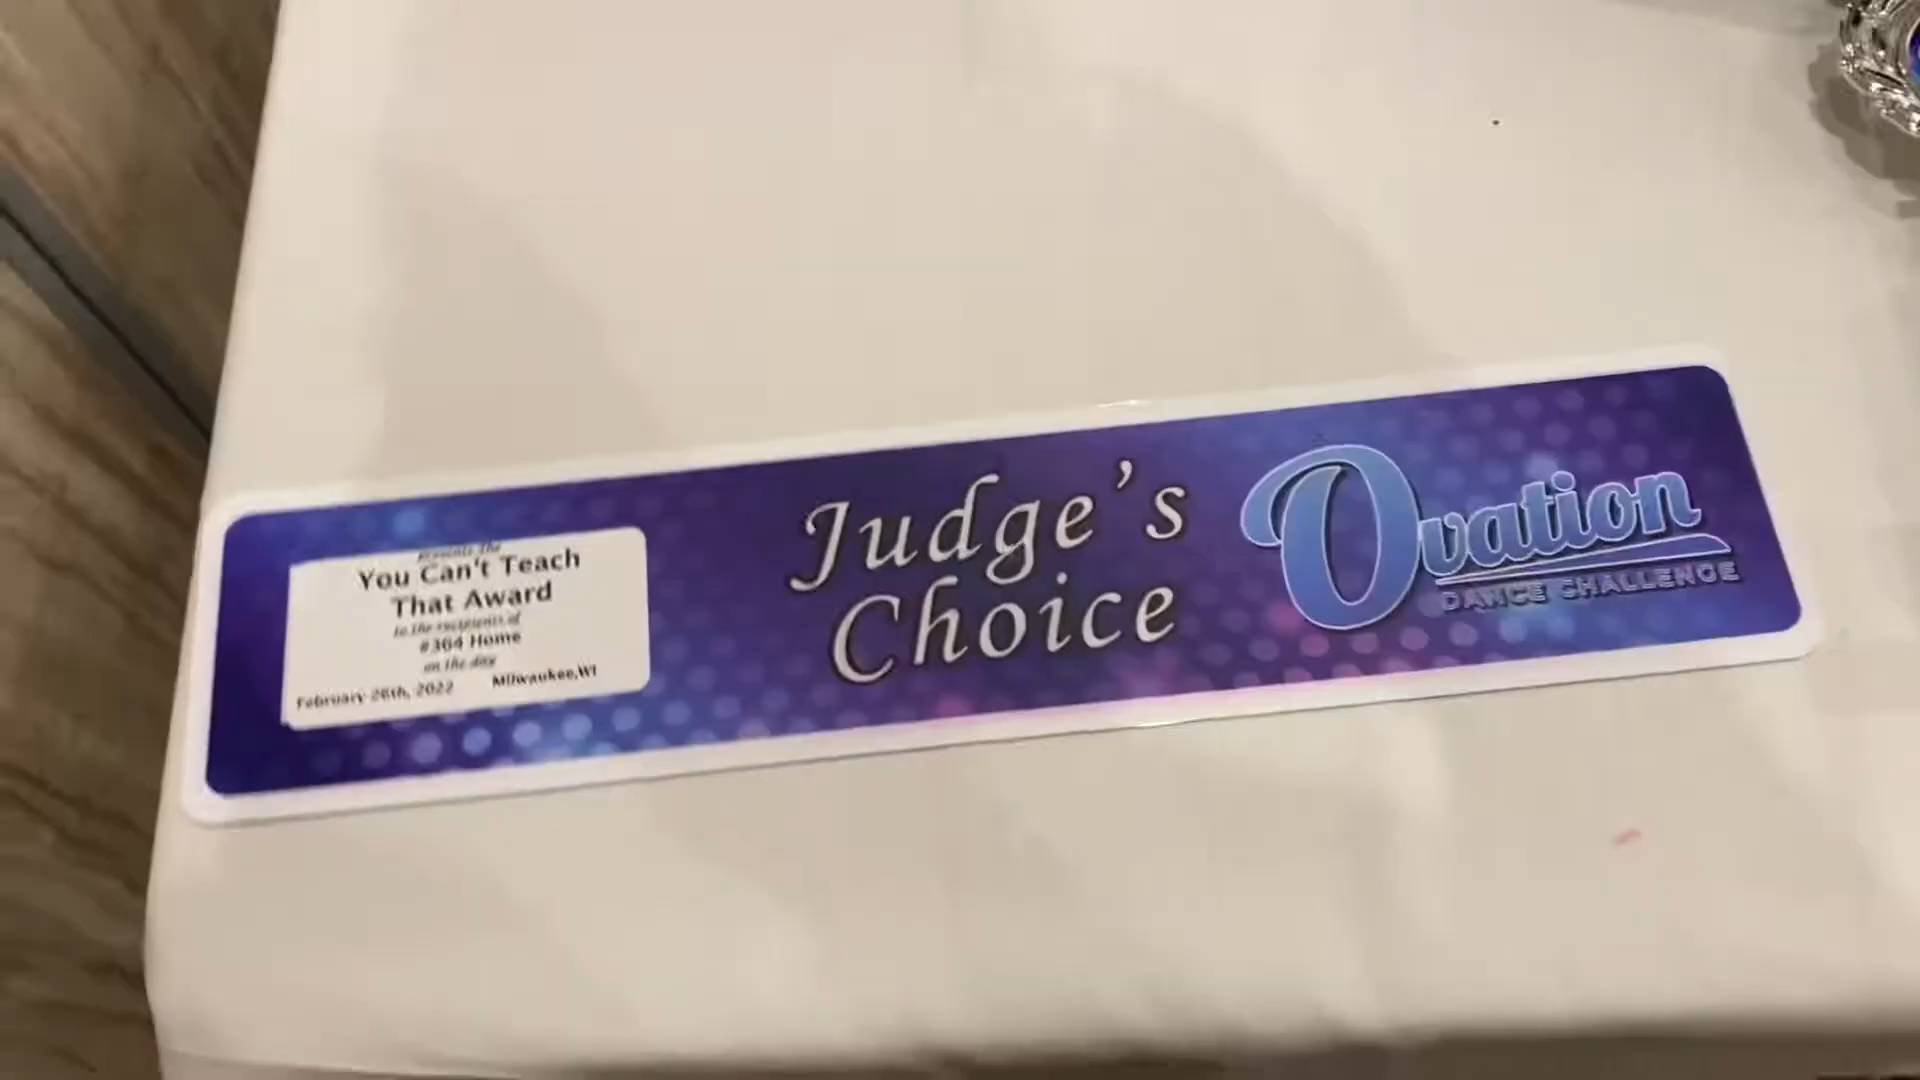 presents the
You Can't Teach
That Award
to the recipients of
#364 Home
on the day
February 26th, 2022 Milwaukee,WI
Judge's
Choice
Ovation
DANCE CHALLENGE